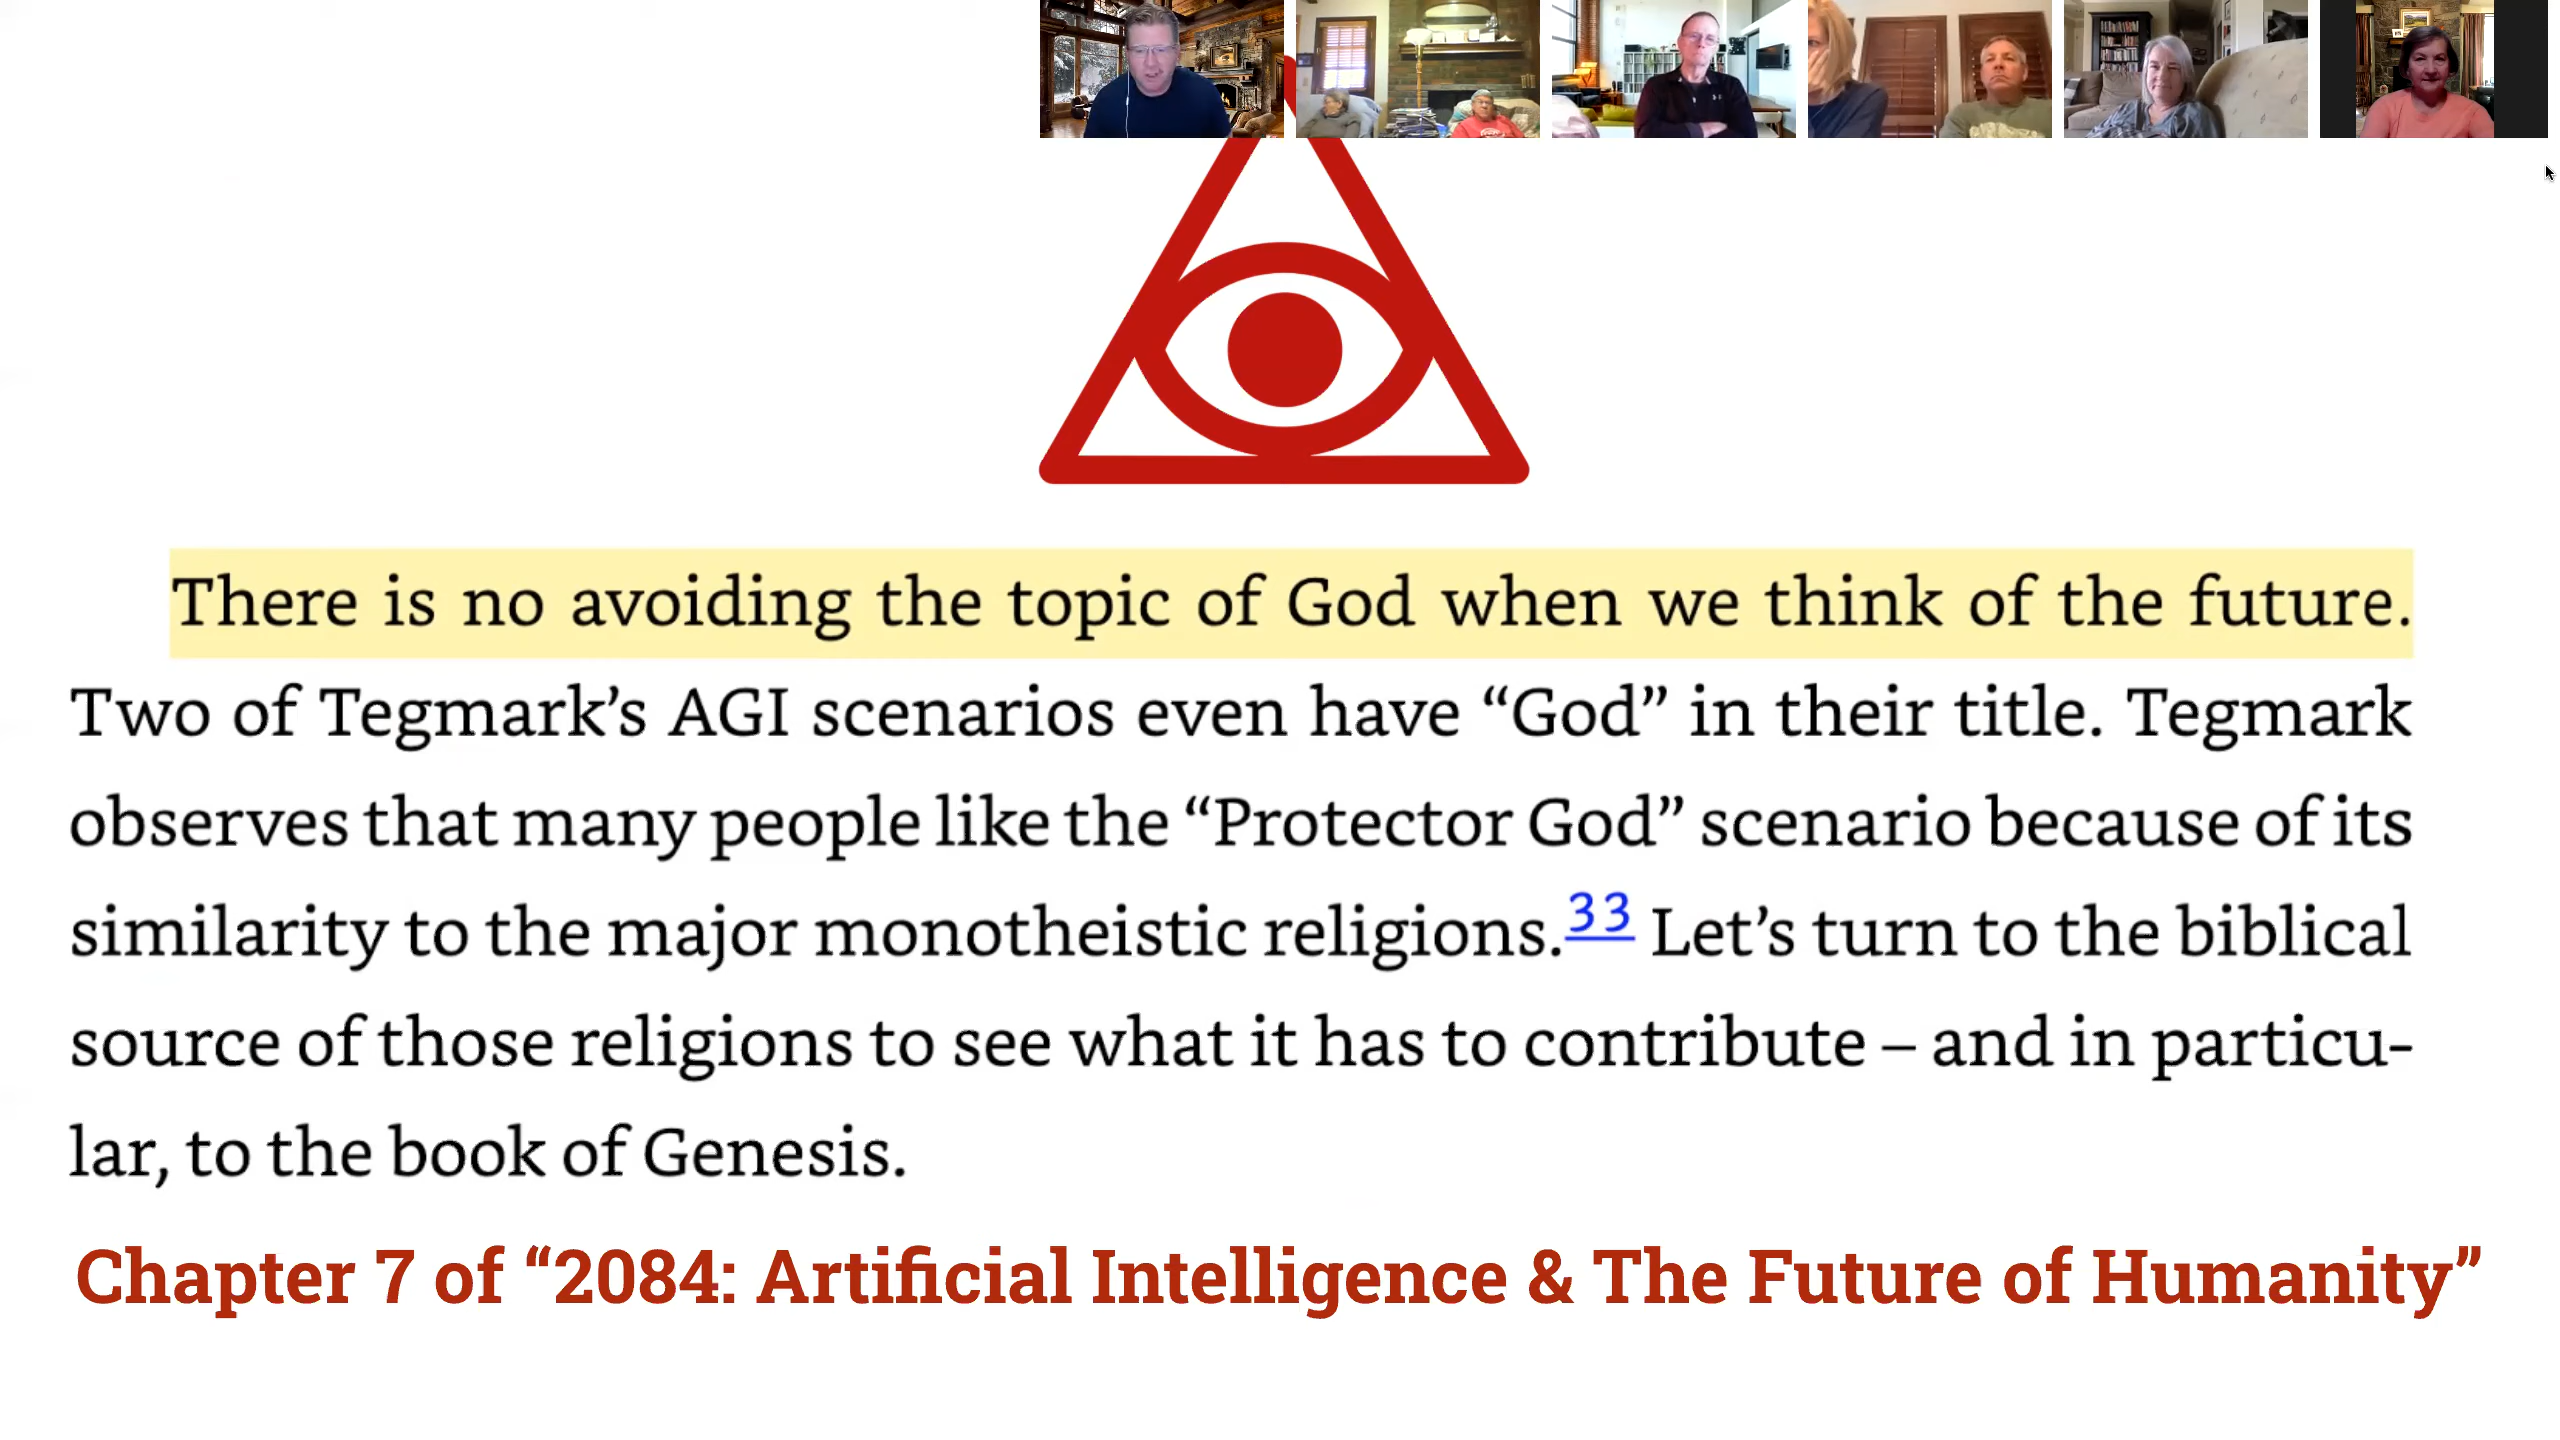 There is no avoiding the topic of God when we think of the future.
Two of Tegmark’s AGI scenarios even have “God” in their title. Tegmark
observes that many people like the “Protector God” scenario because of its
similarity to the major monotheistic religions.33 Let’s turn to the biblical
source of those religions to see what it has to contribute – and in particu-
lar, to the book of Genesis.
Chapter 7 of “2084: Artificial Intelligence & The Future of Humanity”